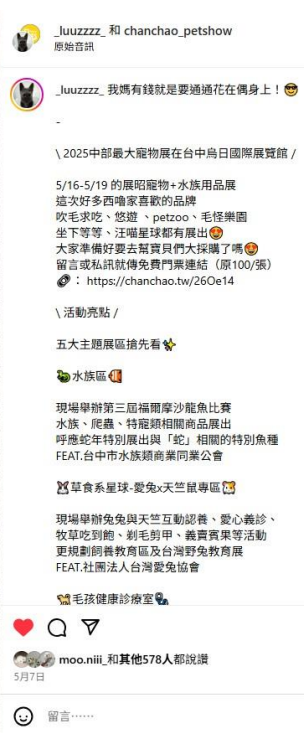 _luuzzzz_ 和 chanchao_petshow
原始音訊
_luuzzzz_ 我媽有錢就是要通通花在偶身上！😎
-
\ 2025中部最大寵物展在台中烏日國際展覽館 /
5/16-5/19 的展昭寵物+水族用品展
這次好多西嚕家喜歡的品牌
吹毛求吃、悠遊 、petzoo、毛怪樂園
坐下等等、汪喵星球都有展出😍
大家準備好要去幫寶貝們大採購了嗎😍
留言或私訊就傳免費門票連結（原100/張）
🔗： https://chanchao.tw/26Oe14
\ 活動亮點 /
五大主題展區搶先看✨
🐍水族區🐠
現場舉辦第三屆福爾摩沙龍魚比賽
水族、爬蟲、特寵類相關商品展出
呼應蛇年特別展出與「蛇」相關的特別魚種
FEAT.台中市水族類商業同業公會
🐰草食系星球-愛兔x天竺鼠專區🐹
現場舉辦兔兔與天竺互動認養、愛心義診、
牧草吃到飽、剃毛剪甲、義賣賓果等活動
更規劃飼養教育區及台灣野兔教育展
FEAT.社團法人台灣愛兔協會
🐕毛孩健康診療室
moo.niii_和其他578人都說讚
5月7日
留言⋯⋯